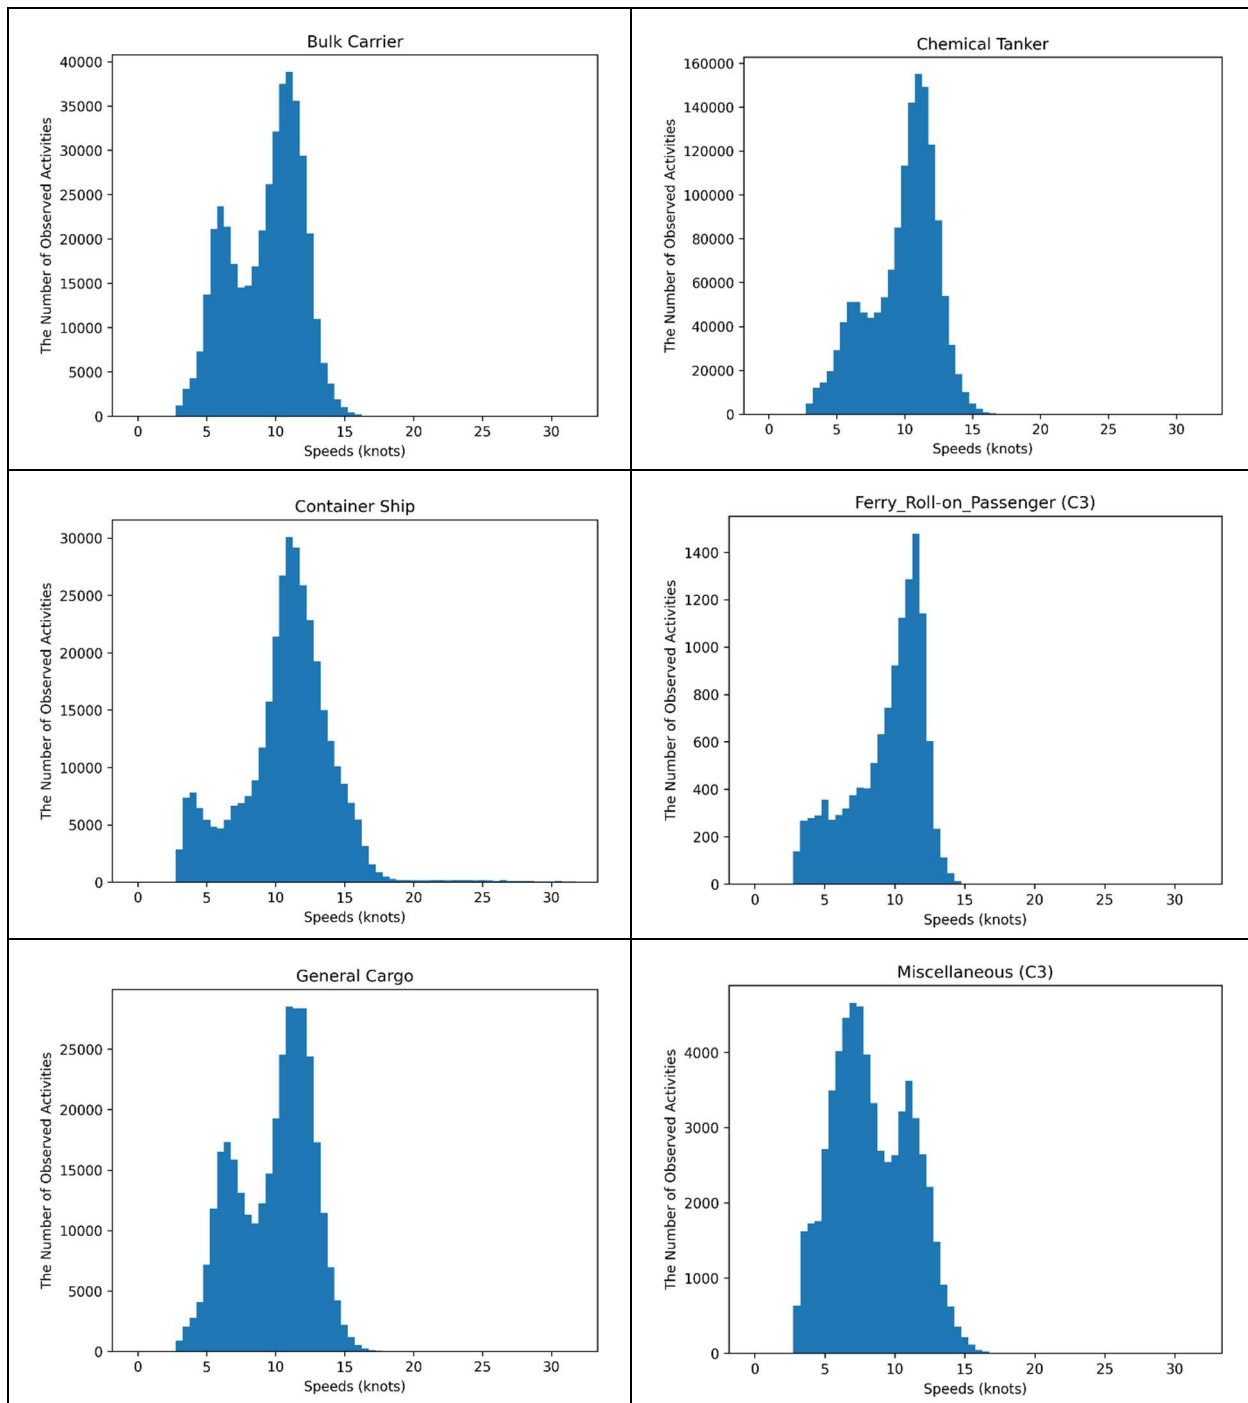 Bulk Carrier
The Number of Observed Activities
40000
35000
30000
25000
20000
15000
10000
5000
0
0 5 10 15 20 25 30
Speeds (knots)
Chemical Tanker
The Number of Observed Activities
160000
140000
120000
100000
80000
60000
40000
20000
0
0 5 10 15 20 25 30
Speeds (knots)
Container Ship
The Number of Observed Activities
30000
25000
20000
15000
10000
5000
0
0 5 10 15 20 25 30
Speeds (knots)
Ferry_Roll-on_Passenger (C3)
The Number of Observed Activities
1400
1200
1000
800
600
400
200
0
0 5 10 15 20 25 30
Speeds (knots)
General Cargo
The Number of Observed Activities
25000
20000
15000
10000
5000
0
0 5 10 15 20 25 30
Speeds (knots)
Miscellaneous (C3)
The Number of Observed Activities
4000
3000
2000
1000
0
0 5 10 15 20 25 30
Speeds (knots)